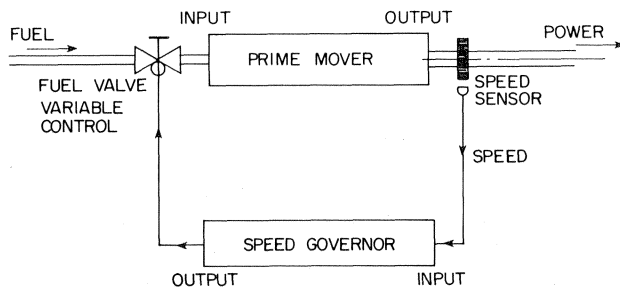 INPUT
OUTPUT
FUEL
POWER
PRIME MOVER
FUEL VALVE
VARIABLE
CONTROL
SPEED
SENSOR
SPEED
SPEED GOVERNOR
OUTPUT
INPUT